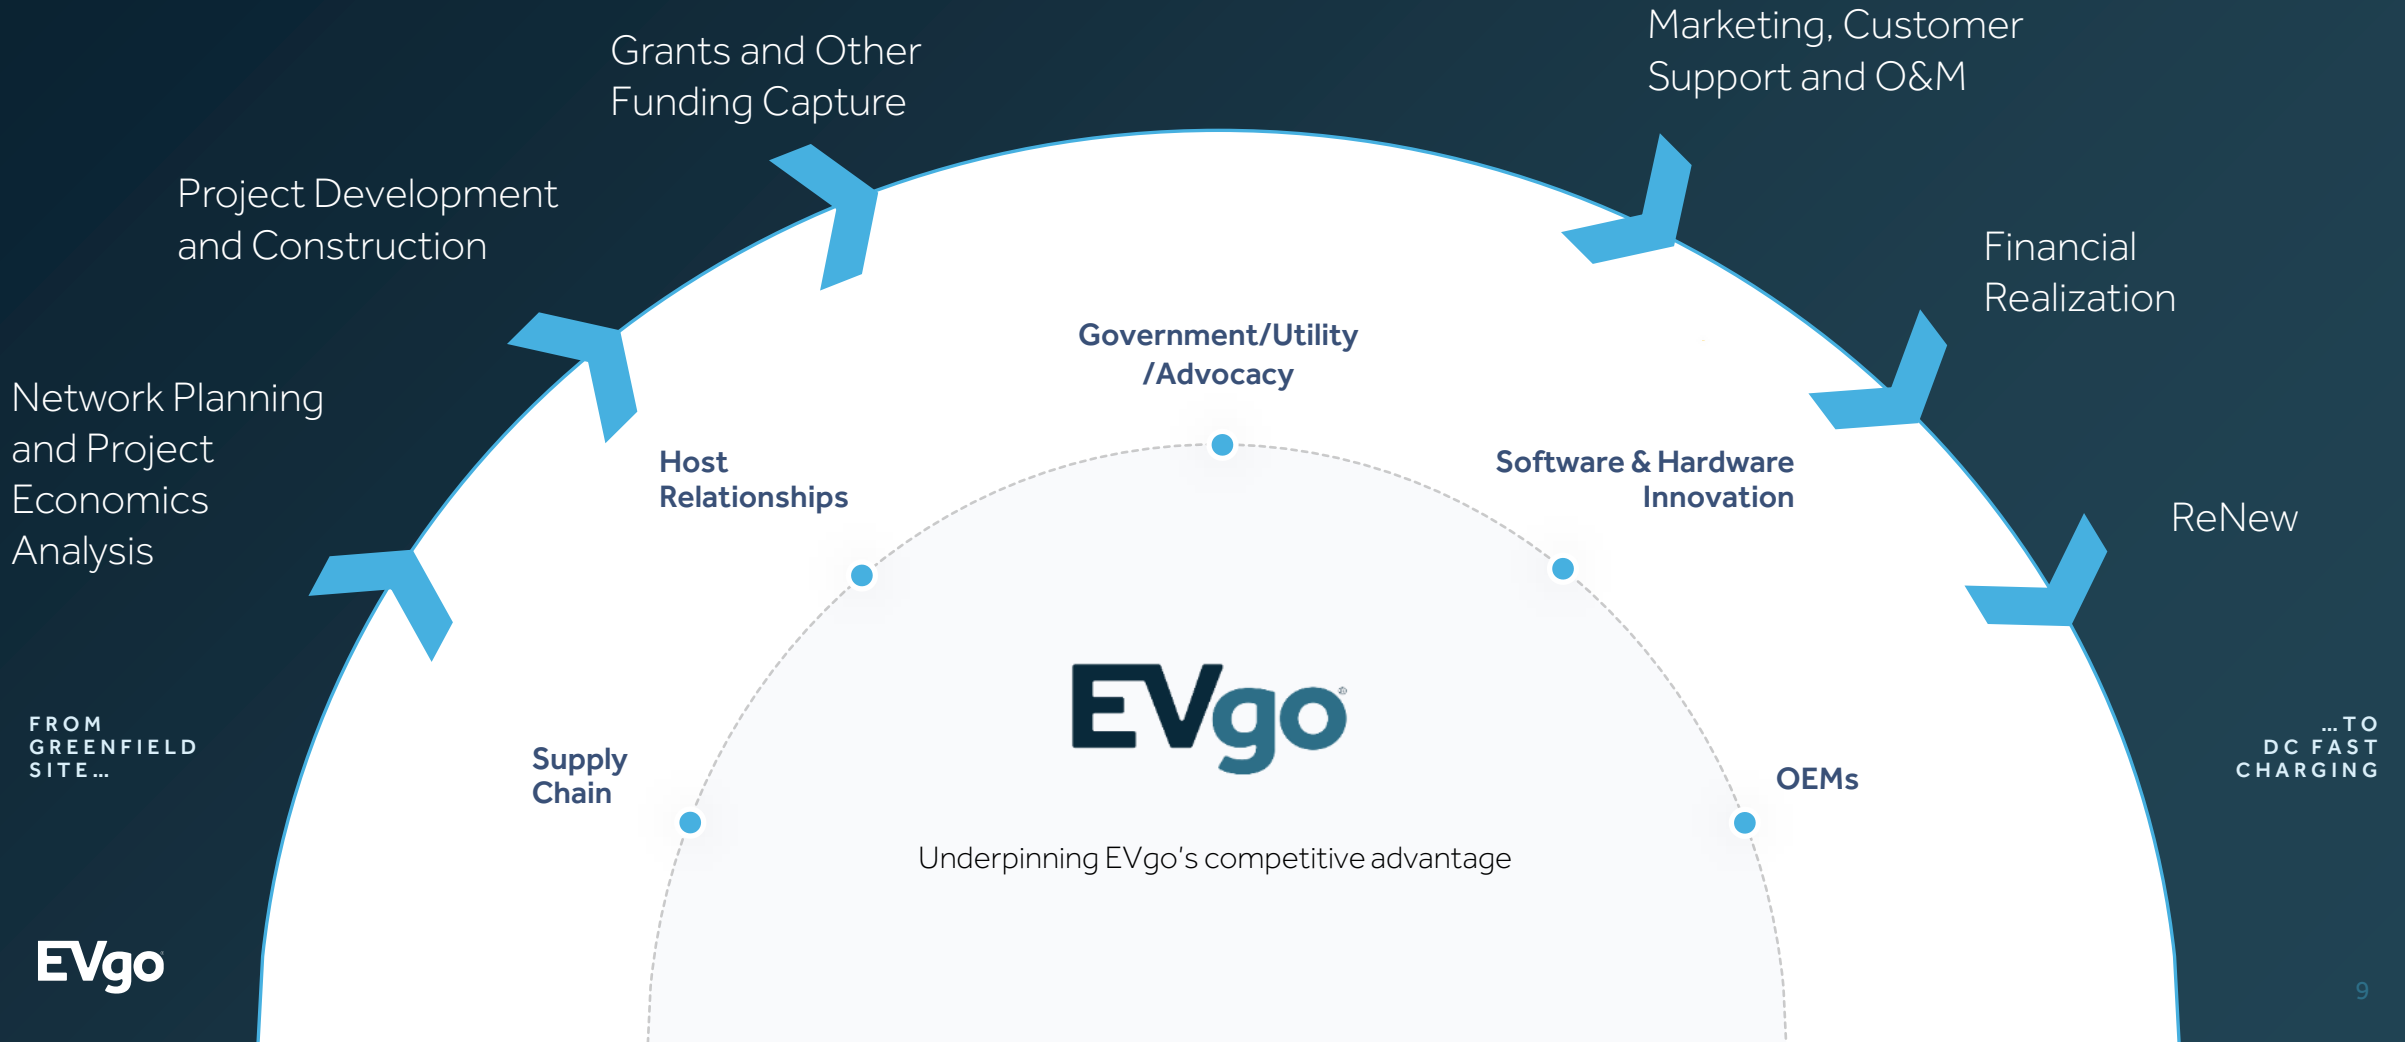 Grants and Other
Funding Capture
Marketing, Customer
Support and O&M
Project Development
and Construction
Financial
Realization
Network Planning
and Project
Economics
Analysis
ReNew
Government/Utility
/Advocacy
Host
Relationships
Software & Hardware
Innovation
Supply
Chain
OEMs
EVgo®
Underpinning EVgo's competitive advantage
FROM
GREENFIELD
SITE...
...TO
DC FAST
CHARGING
EVgo
9